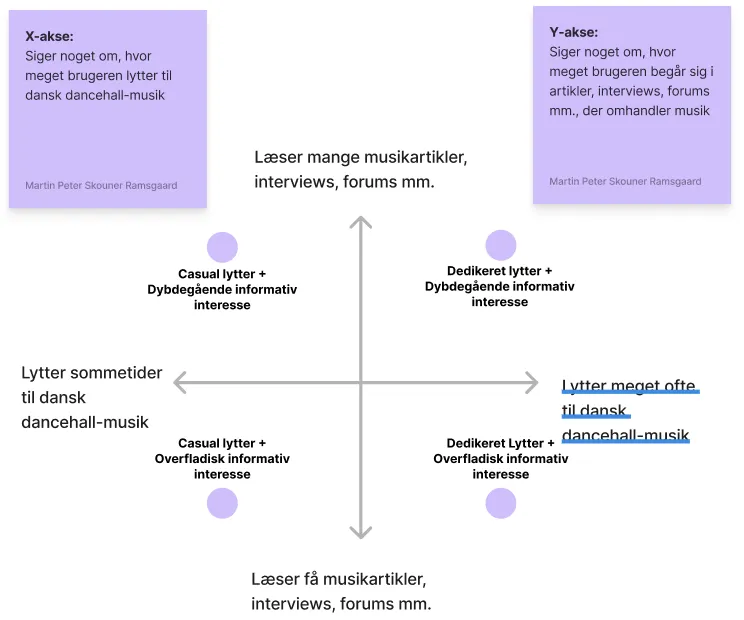 X-akse:
Siger noget om, hvor
meget brugeren lytter til
dansk dancehall-musik
Martin Peter Skouner Ramsgaard
Y-akse:
Siger noget om, hvor
meget brugeren begår sig i
artikler, interviews, forums
mm., der omhandler musik
Martin Peter Skouner Ramsgaard
Læser mange musikartikler,
interviews, forums mm.
Casual lytter +
Dybdegående informativ
interesse
Dedikeret lytter +
Dybdegående informativ
interesse
Lytter sommetider
til dansk
dancehall-musik
Lytter meget ofte
til dansk
dancehall-musik
Casual lytter +
Overfladisk informativ
interesse
Dedikeret Lytter +
Overfladisk informativ
interesse
Læser få musikartikler,
interviews, forums mm.